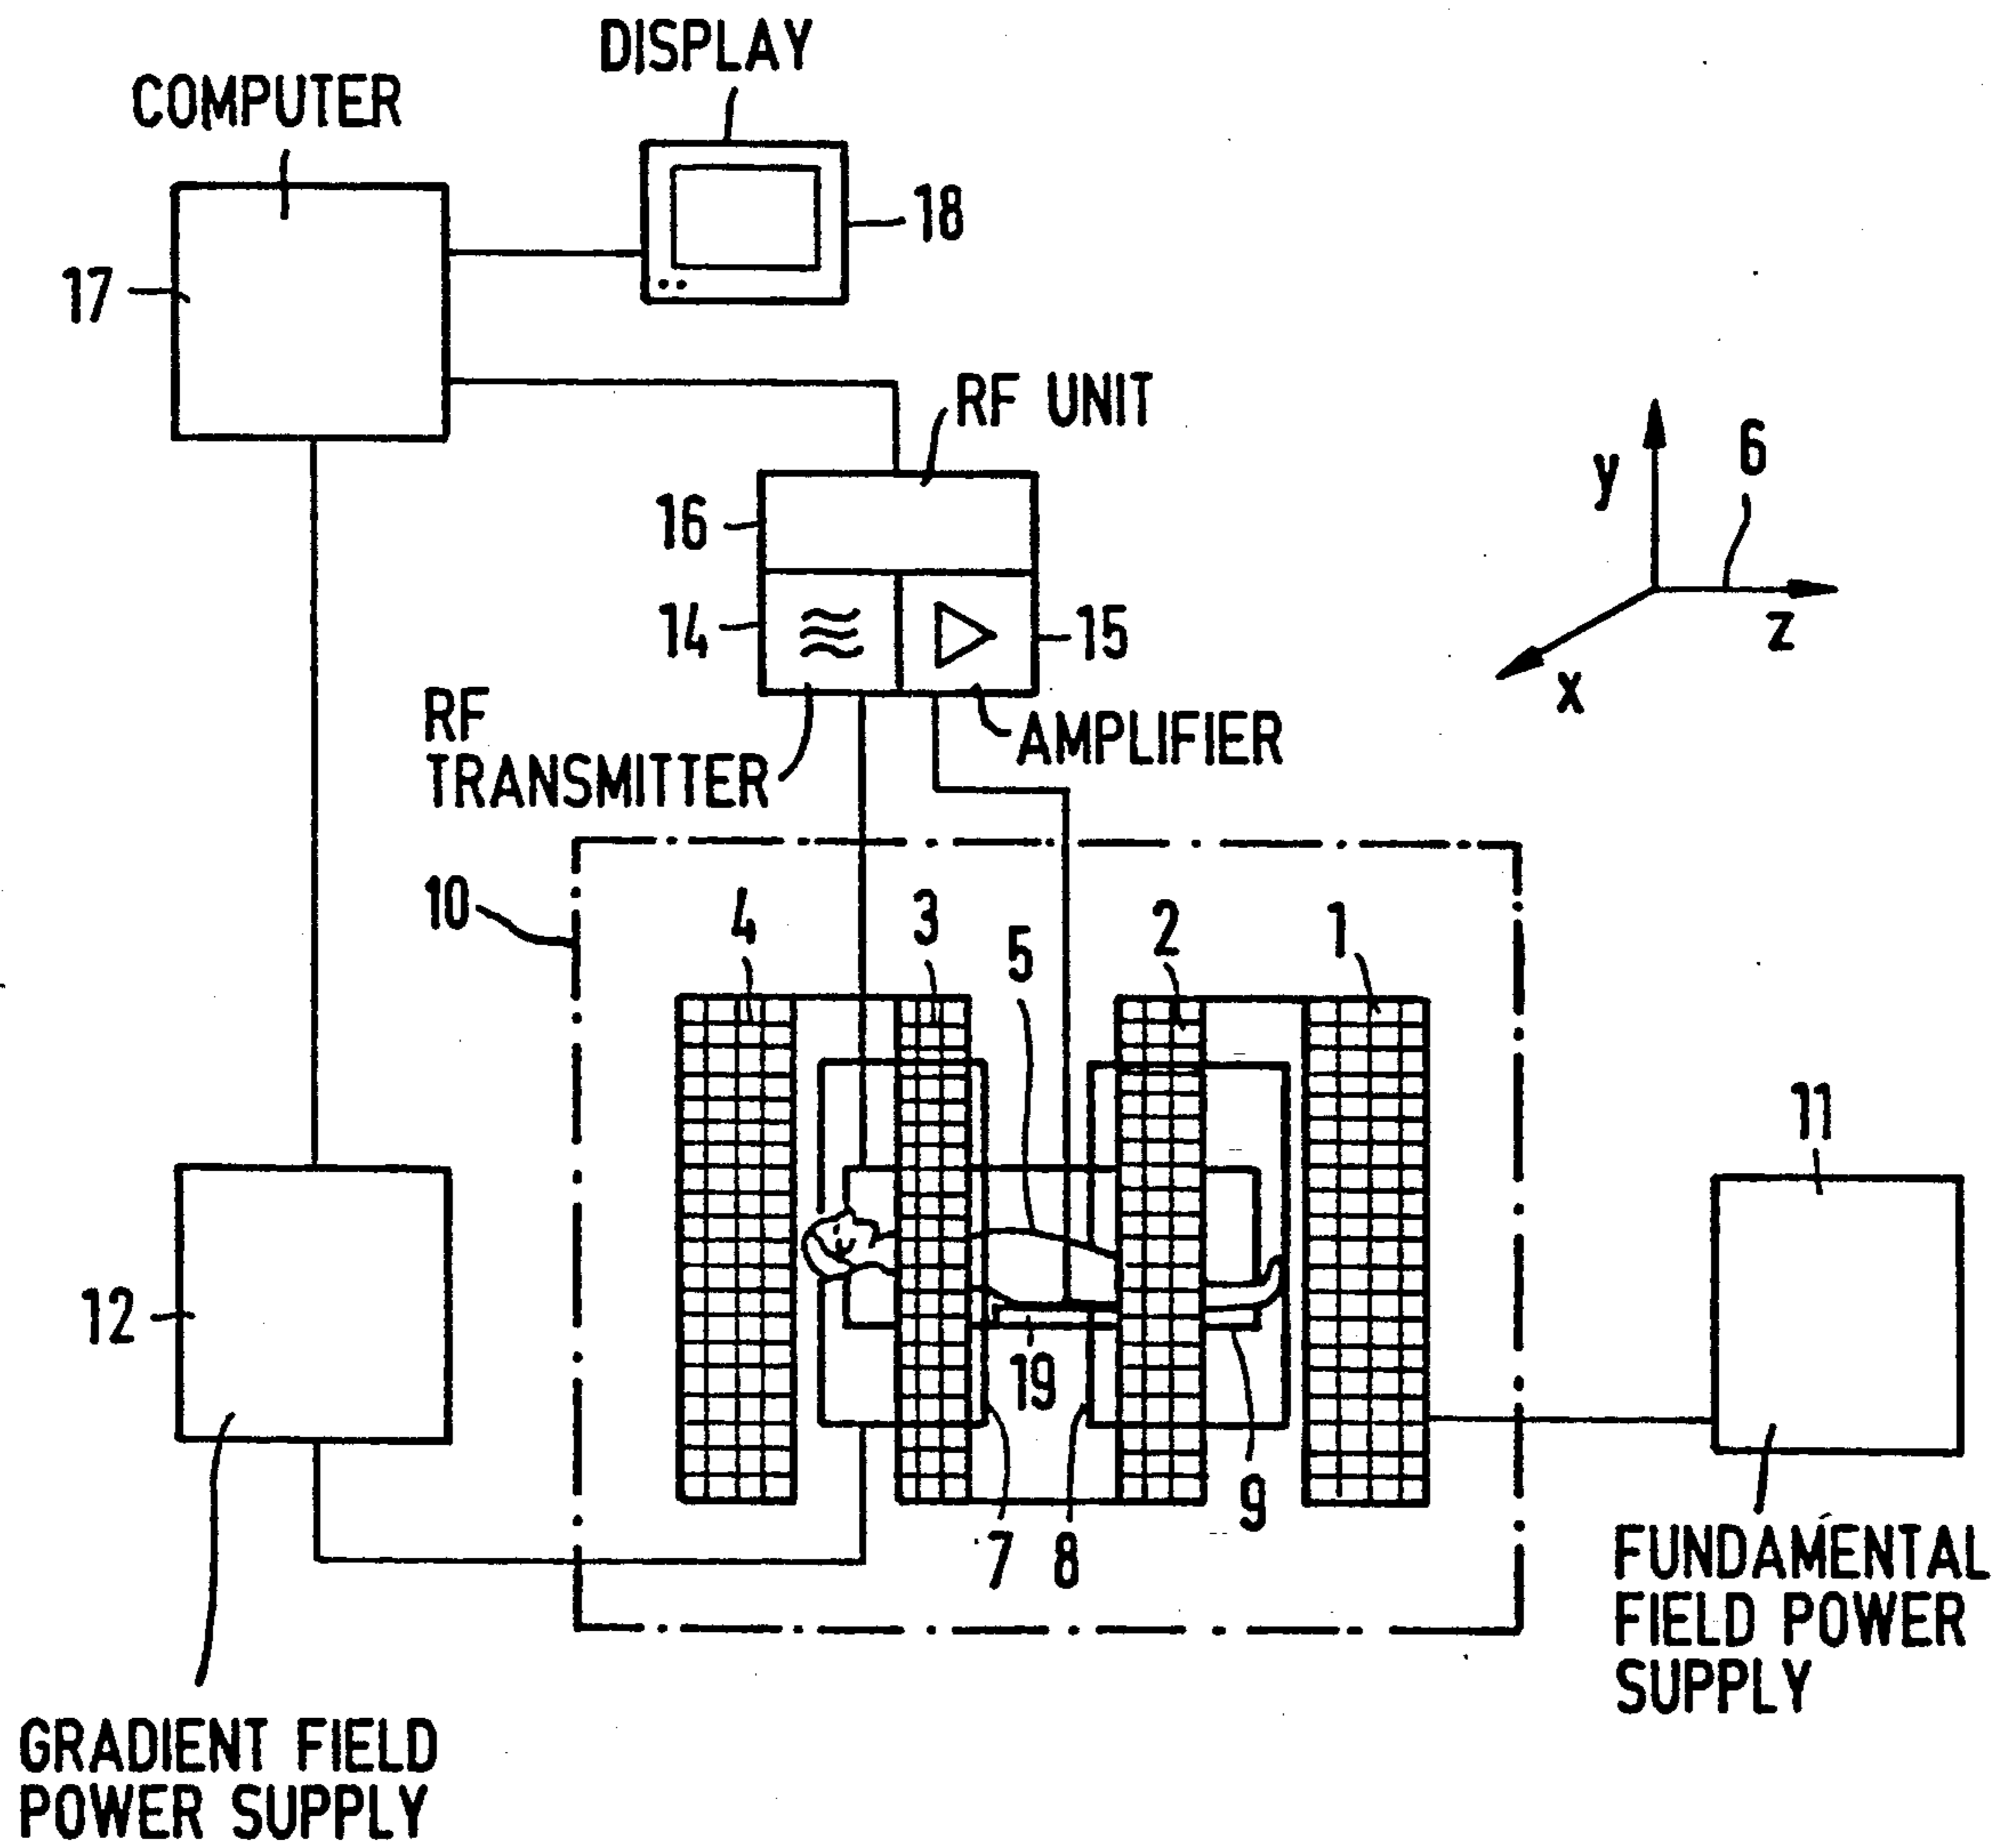 DISPLAY
COMPUTER
18
17
RF UNIT
16
6
y
14
15
z
x
RF
TRANSMITTER
AMPLIFIER
10
4
3
5
2
1
11
12
19
7
8
9
FUNDAMENTAL
FIELD POWER
SUPPLY
GRADIENT FIELD
POWER SUPPLY